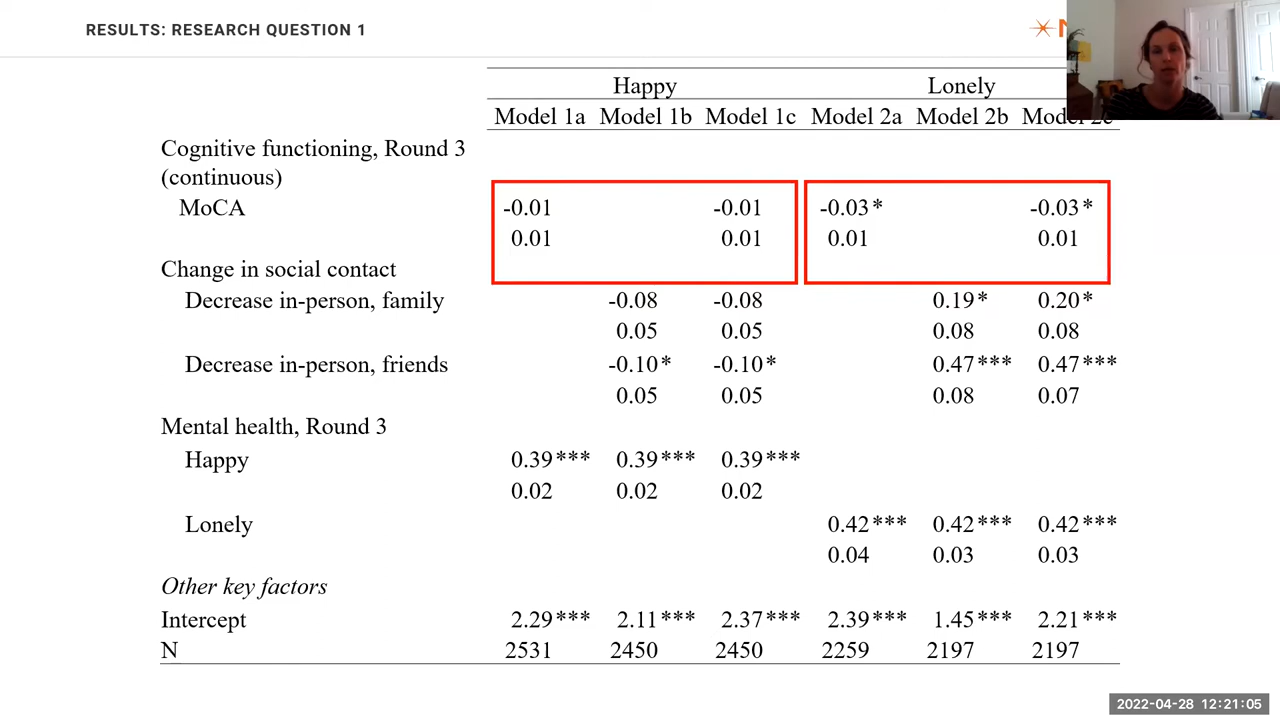 RESULTS: RESEARCH QUESTION 1
Happy Lonely
Model 1a Model 1b Model 1c Model 2a Model 2b Model 2c
Cognitive functioning, Round 3
(continuous)
MoCA -0.01 -0.01 -0.03* -0.03*
0.01 0.01 0.01 0.01
Change in social contact
Decrease in-person, family -0.08 -0.08 0.19* 0.20*
0.05 0.05 0.08 0.08
Decrease in-person, friends -0.10* -0.10* 0.47*** 0.47***
0.05 0.05 0.08 0.07
Mental health, Round 3
Happy 0.39*** 0.39*** 0.39***
0.02 0.02 0.02
Lonely 0.42*** 0.42*** 0.42***
0.04 0.03 0.03
Other key factors
Intercept 2.29*** 2.11*** 2.37*** 2.39*** 1.45*** 2.21***
N 2531 2450 2450 2259 2197 2197
2022-04-28 12:21:05